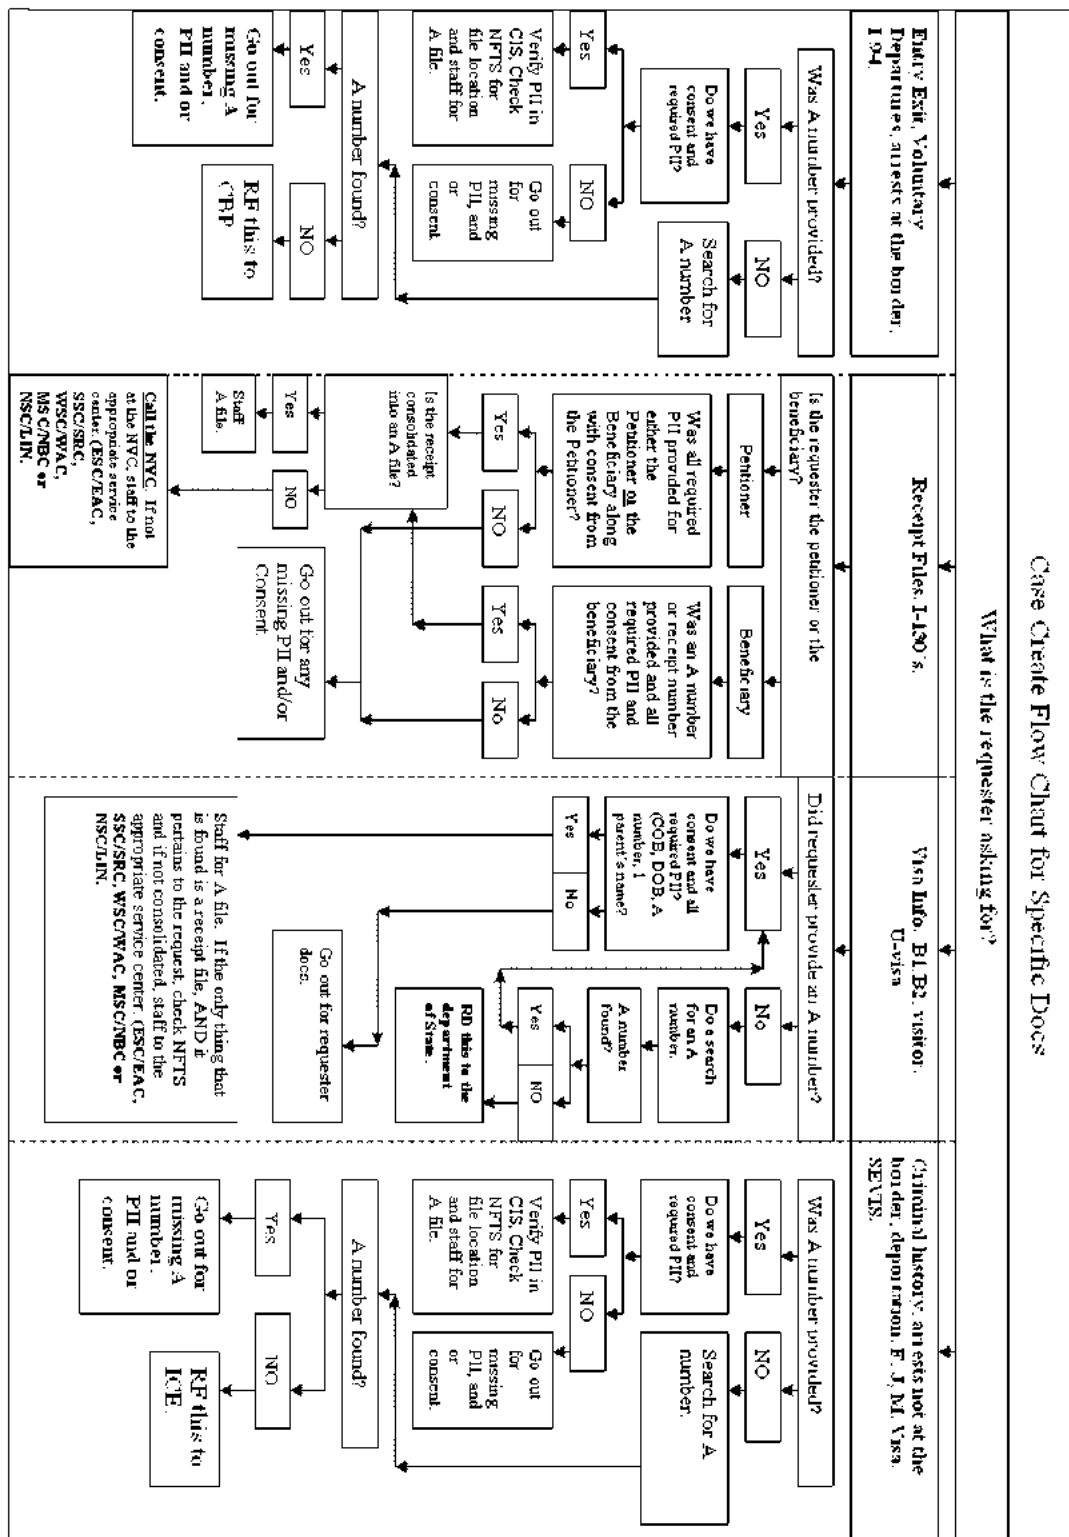 Case Create Flow Chart for Specific Docs
What is the requester asking for?
Entry Exit, Voluntary
Departures, arrests at the border,
I-94.
Was A number provided?
Yes
NO
Do we have
consent and
required PII?
Search for
A number
Yes
NO
Verify PII in
CIS, Check
NFTS for
file location
and staff for
A file.
Go out
for
missing
PII, and
or
consent
A number found?
Yes
NO
Go out for
missing A
number,
PII and or
consent.
RF this to
CBP
Receipt Files, I-130's.
Is the requester the petitioner or the
beneficiary?
Petitioner
Beneficiary
Was all required
PII provided for
either the
Petitioner or the
Beneficiary along
with consent from
the Petitioner?
Was an A number
or receipt number
provided and all
required PII and
consent from the
beneficiary?
Yes
NO
Yes
No
Is the receipt
consolidated
into an A file?
Go out for any
missing PII and/or
Consent.
Yes
NO
Staff
A file.
Call the NVC. If not
at the NVC, staff to the
appropriate service
center. (ESC/EAC,
SSC/SRC,
WSC/WAC,
MSC/NBC or
NSC/LIN.
Visa Info, B1,B2, visitor,
U-visa
Did requester provide an A number?
Yes
No
Do we have
consent and all
required PII?
(COB, DOB, A
number, 1
parent's name?
Do a search
for an A
number.
A number
found?
Yes
No
Yes
NO
RD this to the
department
of State.
Go out for requester
docs.
Staff for A file. If the only thing that
is found is a receipt file, AND it
pertains to the request, check NFTS
and if not consolidated, staff to the
appropriate service center. (ESC/EAC,
SSC/SRC, WSC/WAC, MSC/NBC or
NSC/LIN.
Criminal history, arrests not at the
border, deportation, F, J, M, Visa,
SEVIS.
Was A number provided?
Yes
NO
Do we have
consent and
required PII?
Search for A
number.
Yes
NO
Verify PII in
CIS, Check
NFTS for
file location
and staff for
A file.
Go out
for
missing
PII, and
or
consent.
A number found?
Yes
NO
Go out for
missing A
number,
PII and or
consent.
RF this to
ICE.